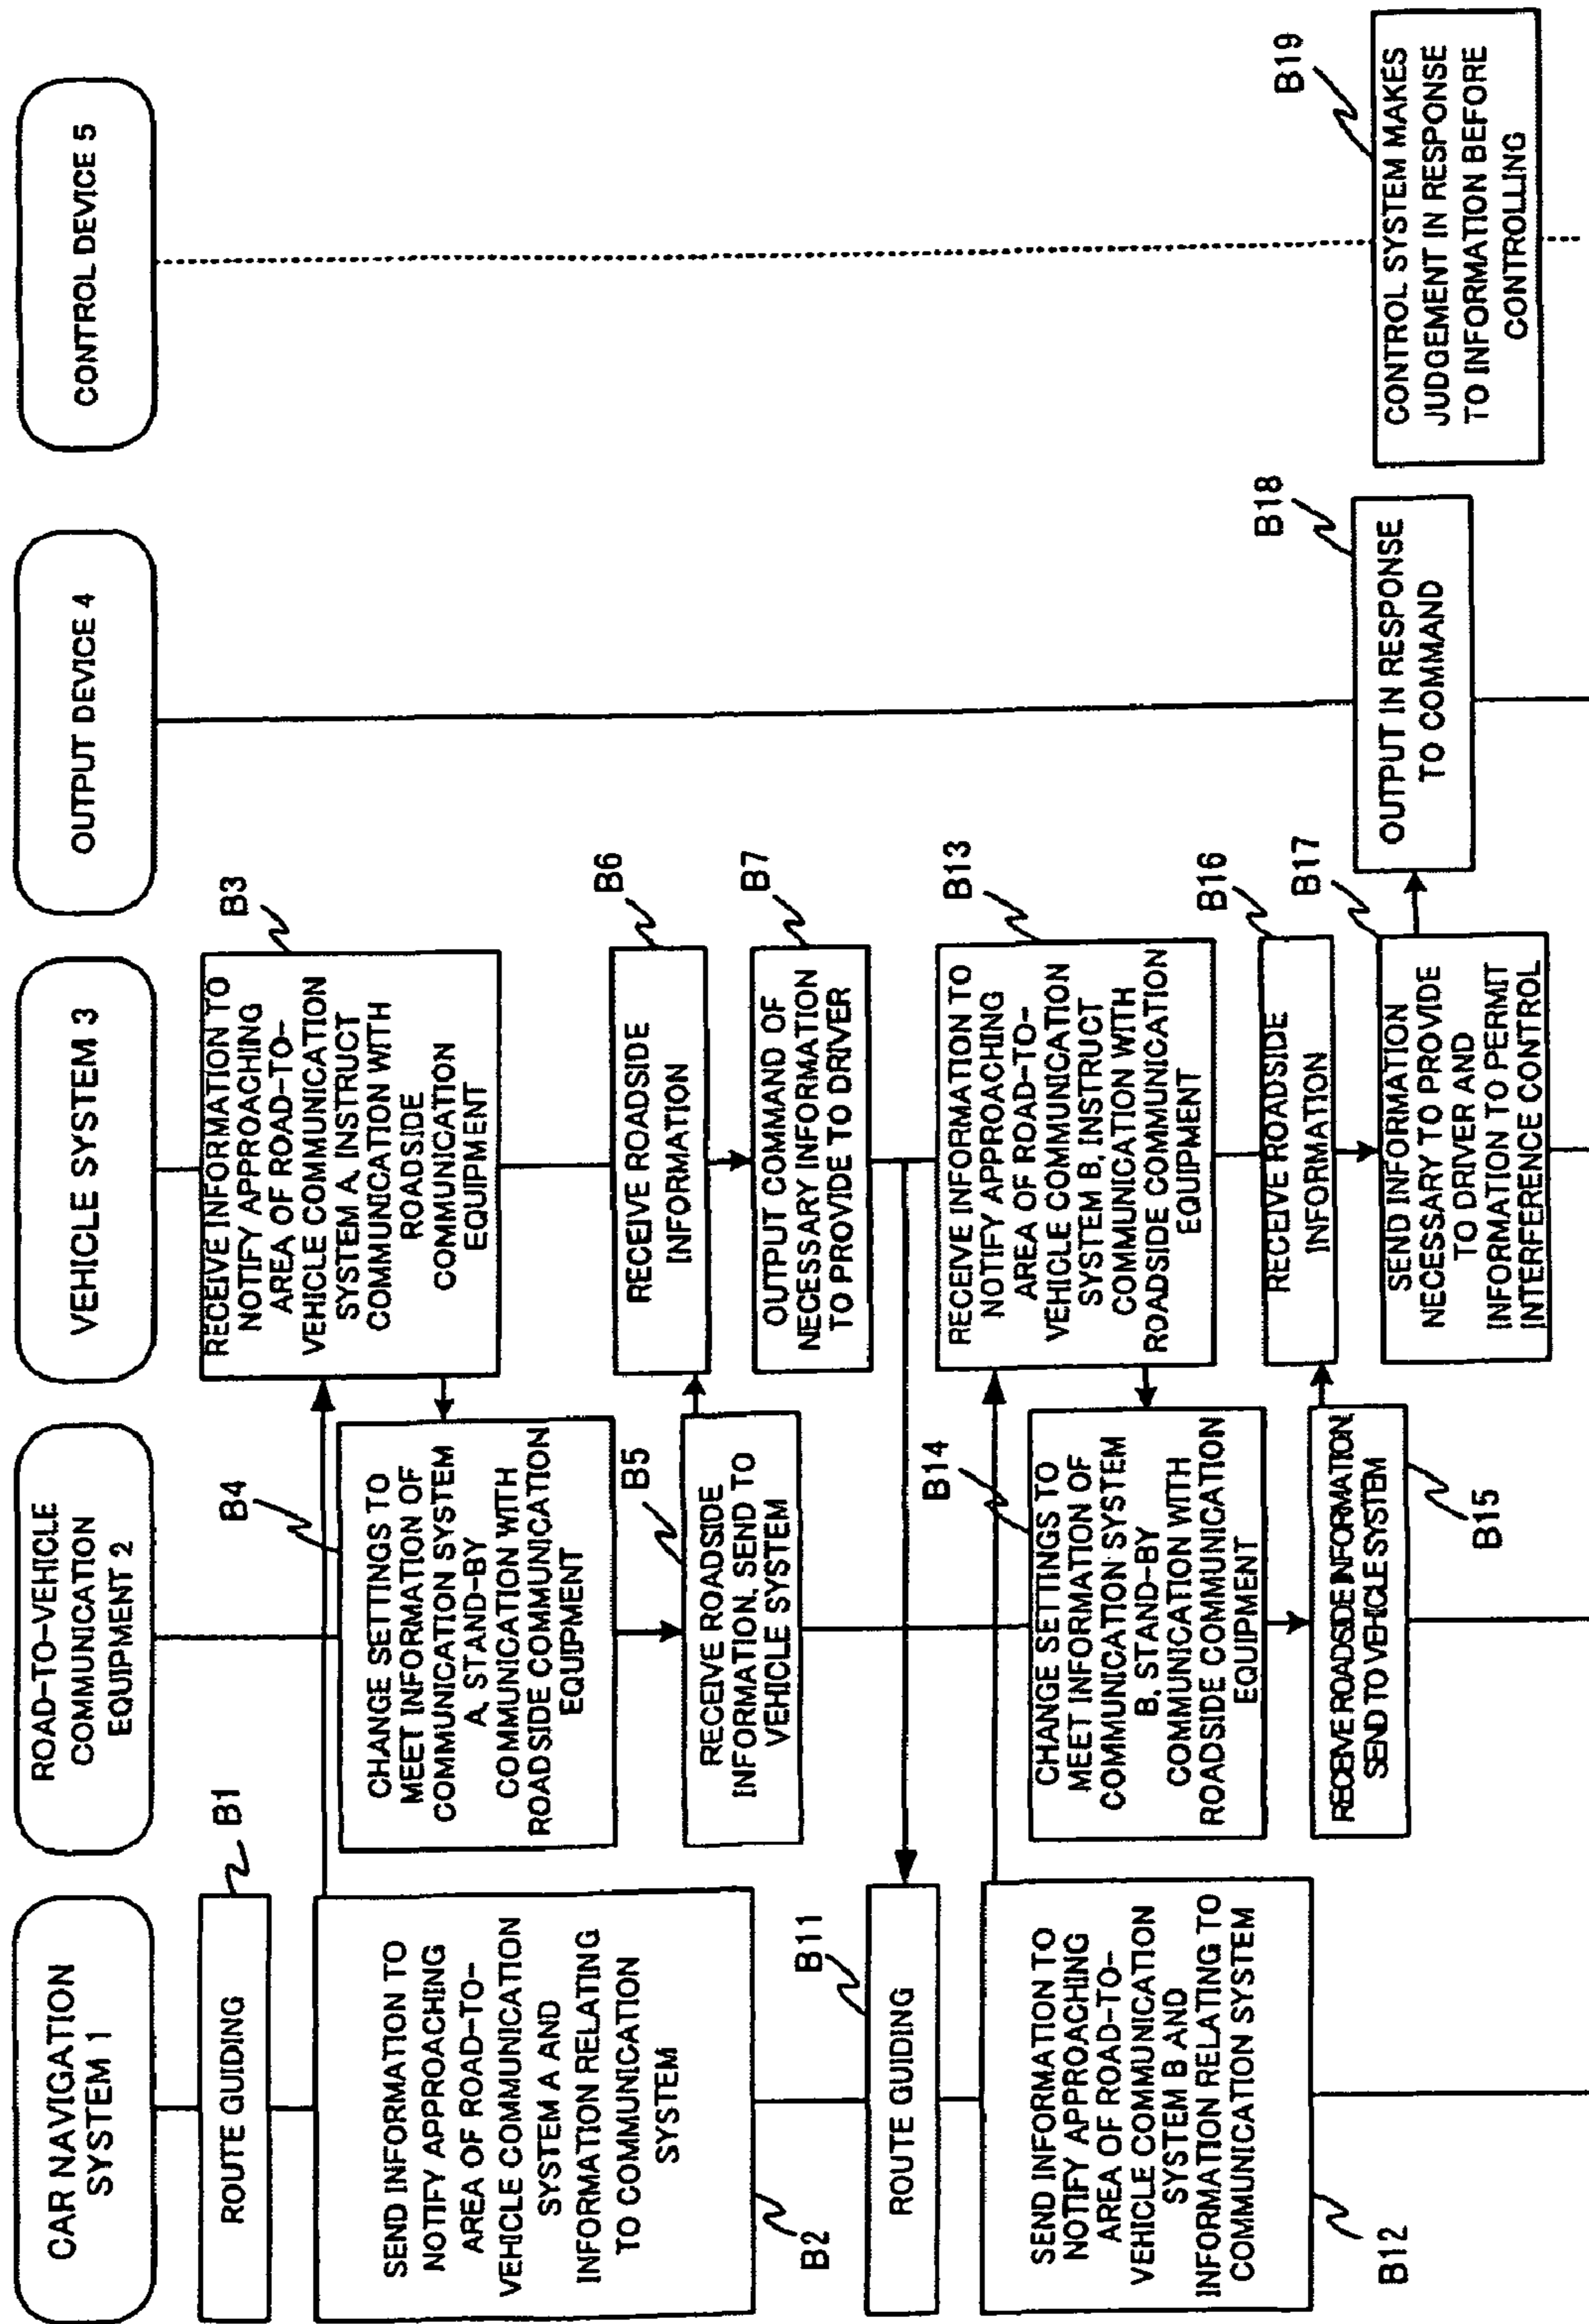 CAR NAVIGATION
SYSTEM 1
ROAD-TO-VEHICLE
COMMUNICATION
EQUIPMENT 2
VEHICLE SYSTEM 3
OUTPUT DEVICE 4
CONTROL DEVICE 5
B1
ROUTE GUIDING
B2
SEND INFORMATION TO
NOTIFY APPROACHING
AREA OF ROAD-TO-
VEHICLE COMMUNICATION
SYSTEM A AND
INFORMATION RELATING
TO COMMUNICATION
SYSTEM
B3
RECEIVE INFORMATION TO
NOTIFY APPROACHING
AREA OF ROAD-TO-
VEHICLE COMMUNICATION
SYSTEM A, INSTRUCT
COMMUNICATION WITH
ROADSIDE
COMMUNICATION
EQUIPMENT
B4
CHANGE SETTINGS TO
MEET INFORMATION OF
COMMUNICATION SYSTEM
A, STAND-BY
COMMUNICATION WITH
ROADSIDE COMMUNICATION
EQUIPMENT
B5
RECEIVE ROADSIDE
INFORMATION, SEND TO
VEHICLE SYSTEM
B6
RECEIVE ROADSIDE
INFORMATION
B7
OUTPUT COMMAND OF
NECESSARY INFORMATION
TO PROVIDE TO DRIVER
B11
ROUTE GUIDING
B12
SEND INFORMATION TO
NOTIFY APPROACHING
AREA OF ROAD-TO-
VEHICLE COMMUNICATION
SYSTEM B AND
INFORMATION RELATING TO
COMMUNICATION SYSTEM
B13
RECEIVE INFORMATION TO
NOTIFY APPROACHING
AREA OF ROAD-TO-
VEHICLE COMMUNICATION
SYSTEM B, INSTRUCT
COMMUNICATION WITH
ROADSIDE COMMUNICATION
EQUIPMENT
B14
CHANGE SETTINGS TO
MEET INFORMATION OF
COMMUNICATION SYSTEM
B, STAND-BY
COMMUNICATION WITH
ROADSIDE COMMUNICATION
EQUIPMENT
B15
RECEIVE ROADSIDE INFORMATION,
SEND TO VEHICLE SYSTEM
B16
RECEIVE ROADSIDE
INFORMATION
B17
SEND INFORMATION
NECESSARY TO PROVIDE
TO DRIVER AND
INFORMATION TO PERMIT
INTERFERENCE CONTROL
B18
OUTPUT IN RESPONSE
TO COMMAND
B19
CONTROL SYSTEM MAKES
JUDGEMENT IN RESPONSE
TO INFORMATION BEFORE
CONTROLLING